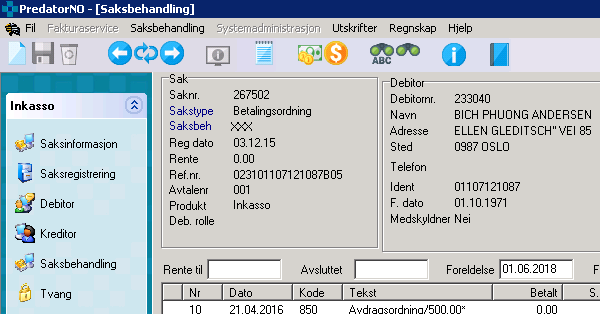 PredatorNO - [Saksbehandling]
Fil Fakturaservice Saksbehandling Systemadministrasjon Utskrifter Regnskap Hjelp
ABC
Inkasso
Saksinformasjon
Saksregistrering
Debitor
Kreditor
Saksbehandling
Tvang
Sak
Saknr. 267502
Sakstype Betalingsordning
Saksbeh XXX
Reg dato 03.12.15
Rente 0.00
Ref.nr. 023101107121087B05
Avtalenr 001
Produkt Inkasso
Deb. rolle
Debitor
Debitornr. 233040
Navn BICH PHUONG ANDERSEN
Adresse ELLEN GLEDITSCH" VEI 85
Sted 0987 OSLO
Telefon
Ident 01107121087
F. dato 01.10.1971
Medskyldner Nei
Rente til Avsluttet Foreldelse 01.06.2018 F
Nr Dato Kode Tekst Betalt S.
10 21.04.2016 850 Avdragsordning/500.00* 0.00